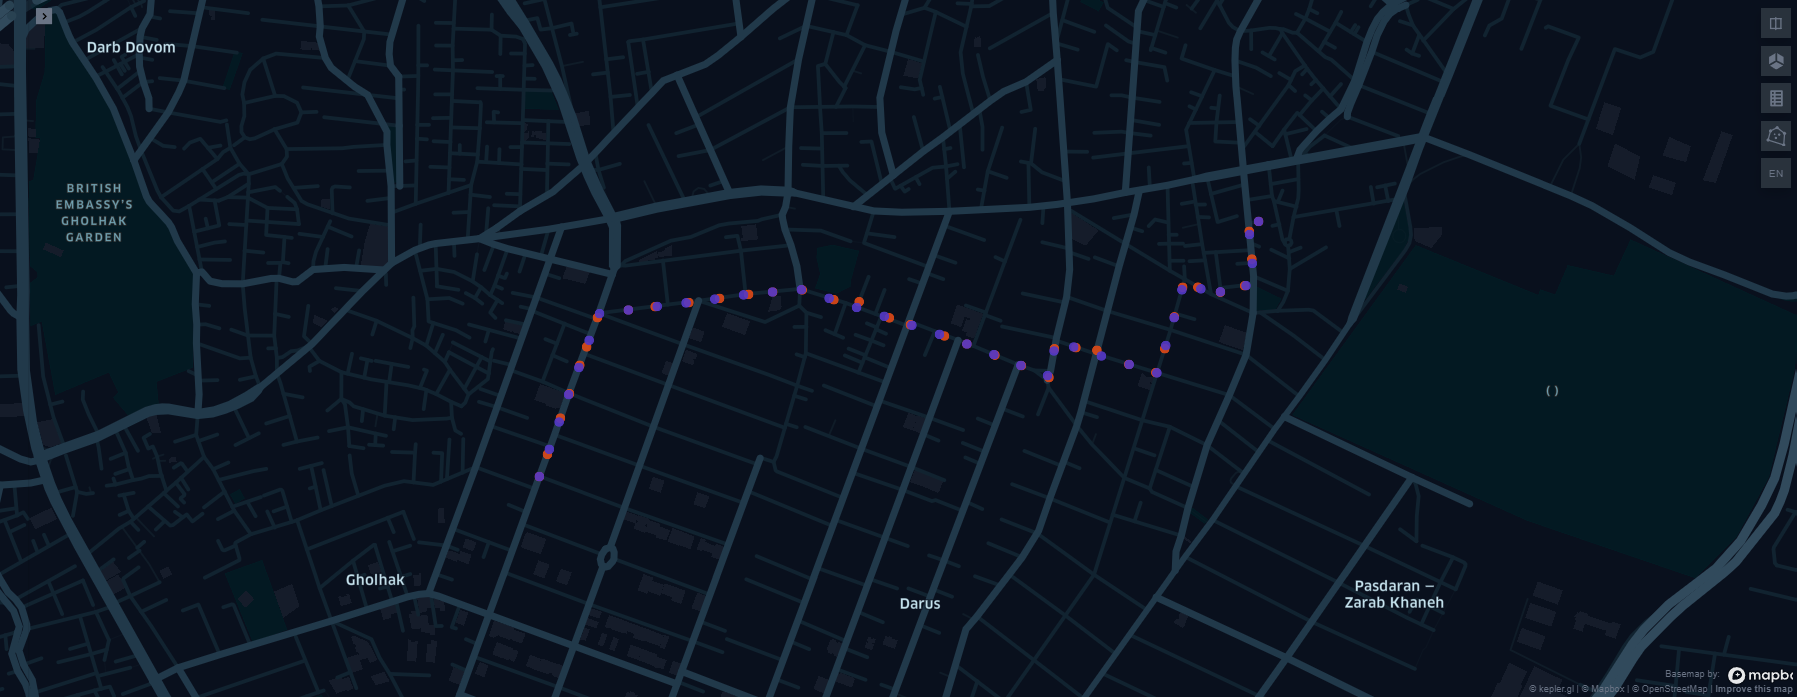 Darb Dovom
EN
BRITISH
EMBASSY'S
GHOLHAK
GARDEN
( )
Gholhak
Darus
Pasdaran –
Zarab Khaneh
Basemap by:
mapbo
© kepler.gl | © Mapbox | © OpenStreetMap | Improve this map